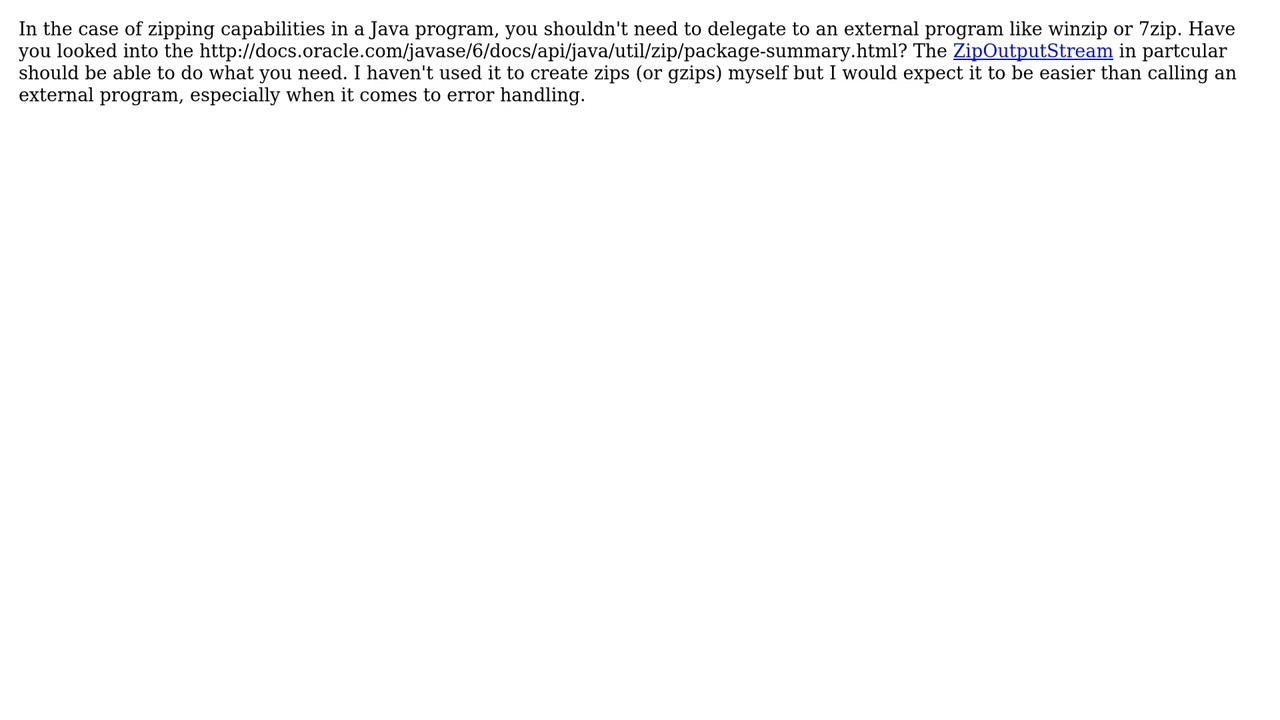 In the case of zipping capabilities in a Java program, you shouldn't need to delegate to an external program like winzip or 7zip. Have
you looked into the http://docs.oracle.com/javase/6/docs/api/java/util/zip/package-summary.html? The ZipOutputStream in partcular
should be able to do what you need. I haven't used it to create zips (or gzips) myself but I would expect it to be easier than calling an
external program, especially when it comes to error handling.